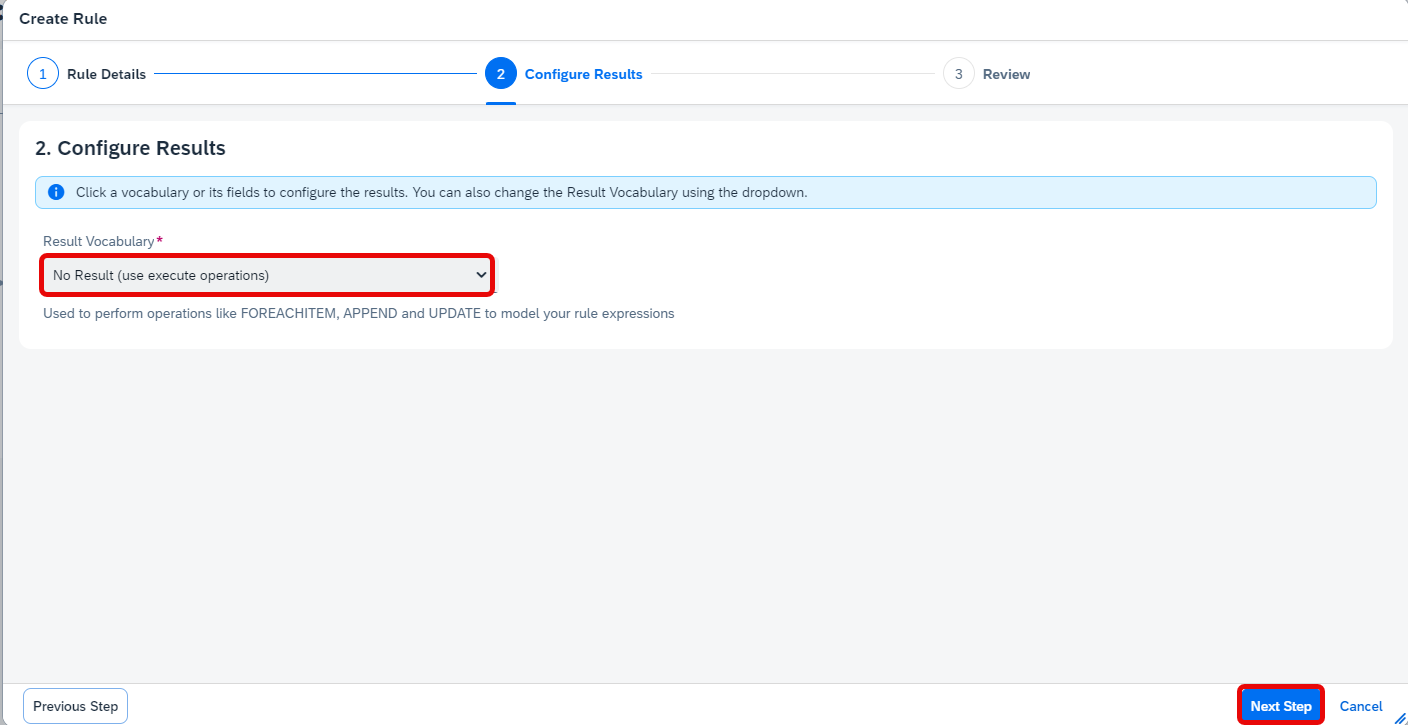 Create Rule
1 Rule Details
2 Configure Results
3 Review
2. Configure Results
Click a vocabulary or its fields to configure the results. You can also change the Result Vocabulary using the dropdown.
Result Vocabulary*
No Result (use execute operations)
Used to perform operations like FOREACHITEM, APPEND and UPDATE to model your rule expressions
Previous Step
Next Step
Cancel